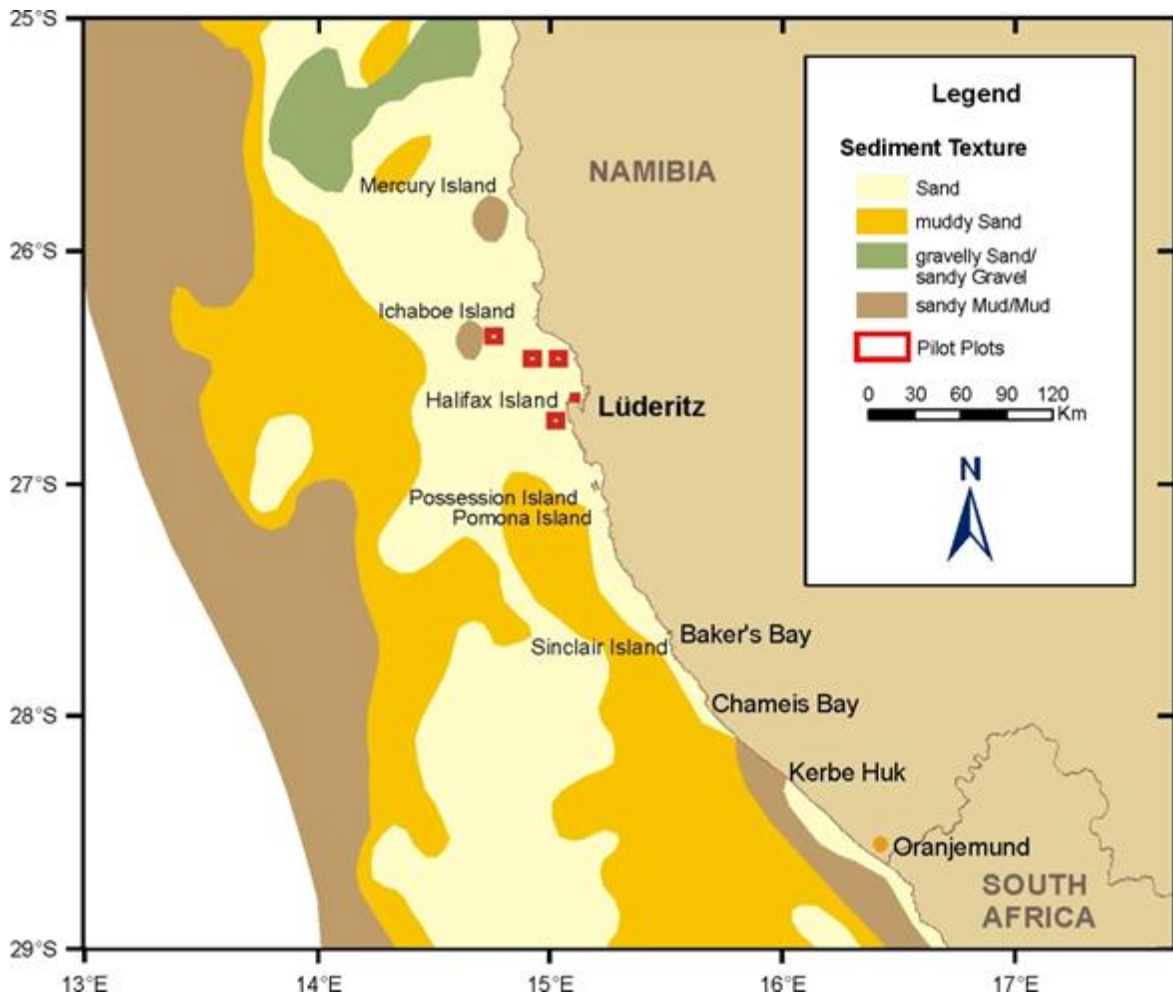 25°S
26°S
27°S
28°S
29°S
13°E
14°E
15°E
16°E
17°E
NAMIBIA
Mercury Island
Ichaboe Island
Halifax Island
Lüderitz
Possession Island
Pomona Island
Sinclair Island
Baker's Bay
Chameis Bay
Kerbe Huk
Oranjemund
SOUTH
AFRICA
Legend
Sediment Texture
Sand
muddy Sand
gravelly Sand/
sandy Gravel
sandy Mud/Mud
Pilot Plots
0 30 60 90 120
Km
N